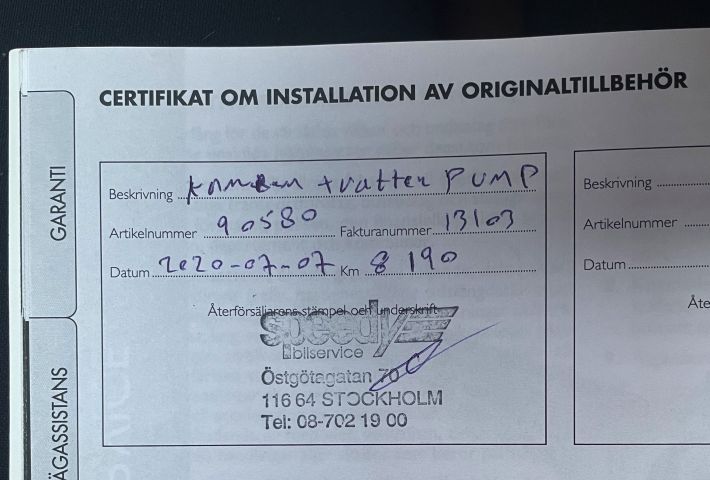 CERTIFIKAT OM INSTALLATION AV ORIGINALTILLBEHÖR
GARANTI
ÄGASSISTANS
Beskrivning Kamrem + vatten PUMP
Artikelnummer 90580 Fakturanummer 13103
Datum 2020-07-07 Km 8 190
Återförsäljarens stämpel och underskrift
speedy
bilservice
Östgötagatan 70
116 64 STOCKHOLM
Tel: 08-702 19 00
Beskrivning
Artikelnummer
Datum
Åte